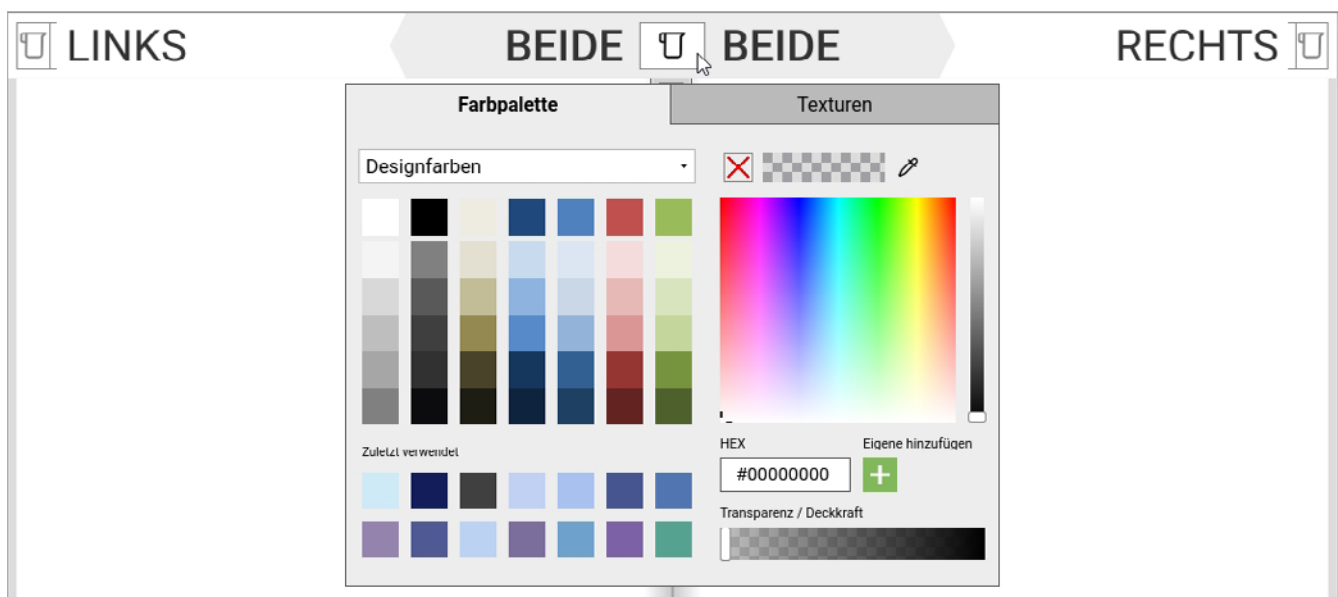 LINKS BEIDE BEIDE RECHTS
Farbpalette Texturen
Designfarben
Zuletzt verwendet
HEX Eigene hinzufügen
#00000000
Transparenz / Deckkraft